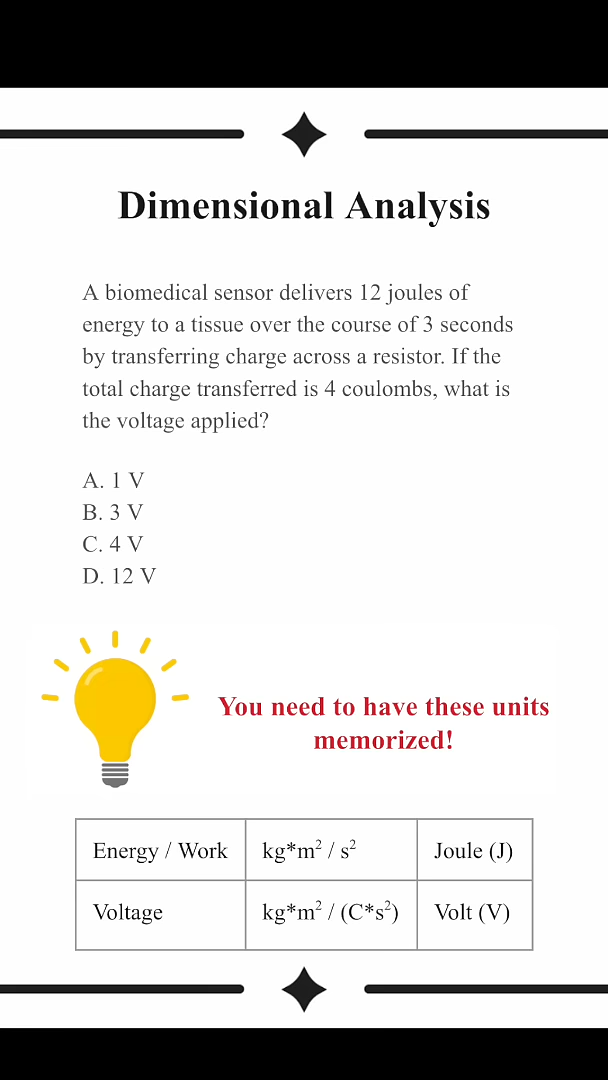 Dimensional Analysis
A biomedical sensor delivers 12 joules of
energy to a tissue over the course of 3 seconds
by transferring charge across a resistor. If the
total charge transferred is 4 coulombs, what is
the voltage applied?
A. 1 V
B. 3 V
C. 4 V
D. 12 V
You need to have these units
memorized!
Energy / Work kg*m² / s² Joule (J)
Voltage kg*m² / (C*s²) Volt (V)